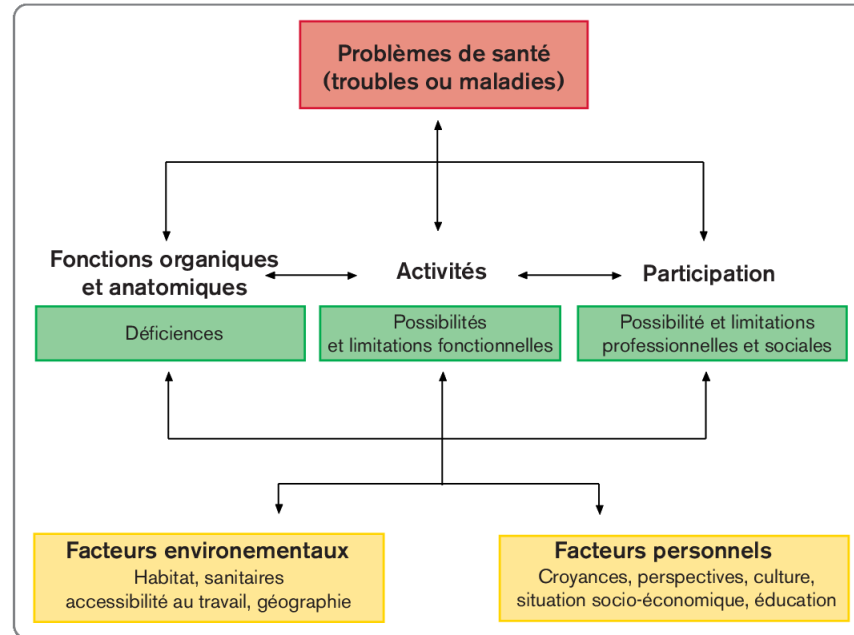 Problèmes de santé
(troubles ou maladies)
Fonctions organiques
et anatomiques
Activités
Participation
Déficiences
Possibilités
et limitations fonctionnelles
Possibilité et limitations
professionnelles et sociales
Facteurs environementaux
Habitat, sanitaires
accessibilité au travail, géographie
Facteurs personnels
Croyances, perspectives, culture,
situation socio-économique, éducation